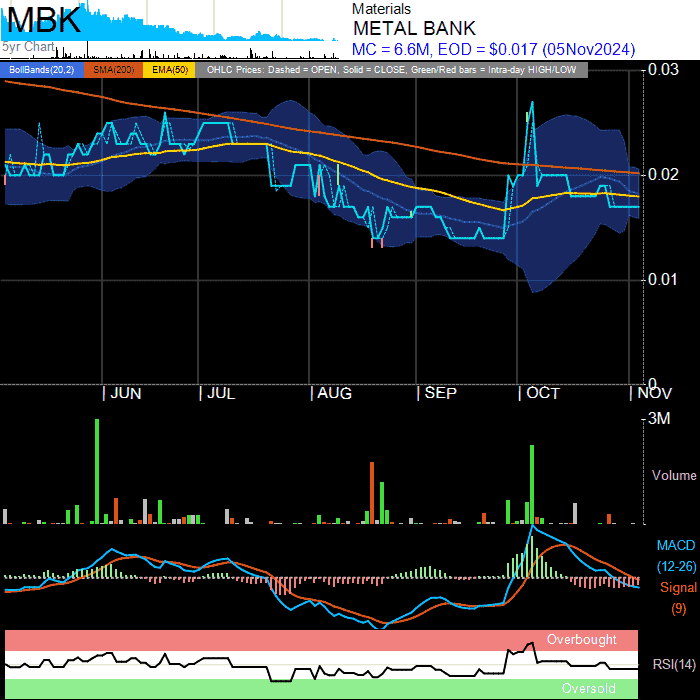 MBK
5yr Chart
Materials
METAL BANK
MC = 6.6M, EOD = $0.017 (05Nov2024)
BollBands(20,2) SMA(200) EMA(50) OHLC Prices: Dashed = OPEN, Solid = CLOSE, Green/Red bars = Intra-day HIGH/LOW
0.03
0.02
0.01
0
| JUN | JUL | AUG | SEP | OCT | NOV
3M
Volume
MACD
(12-26)
Signal
(9)
Overbought
RSI(14)
Oversold